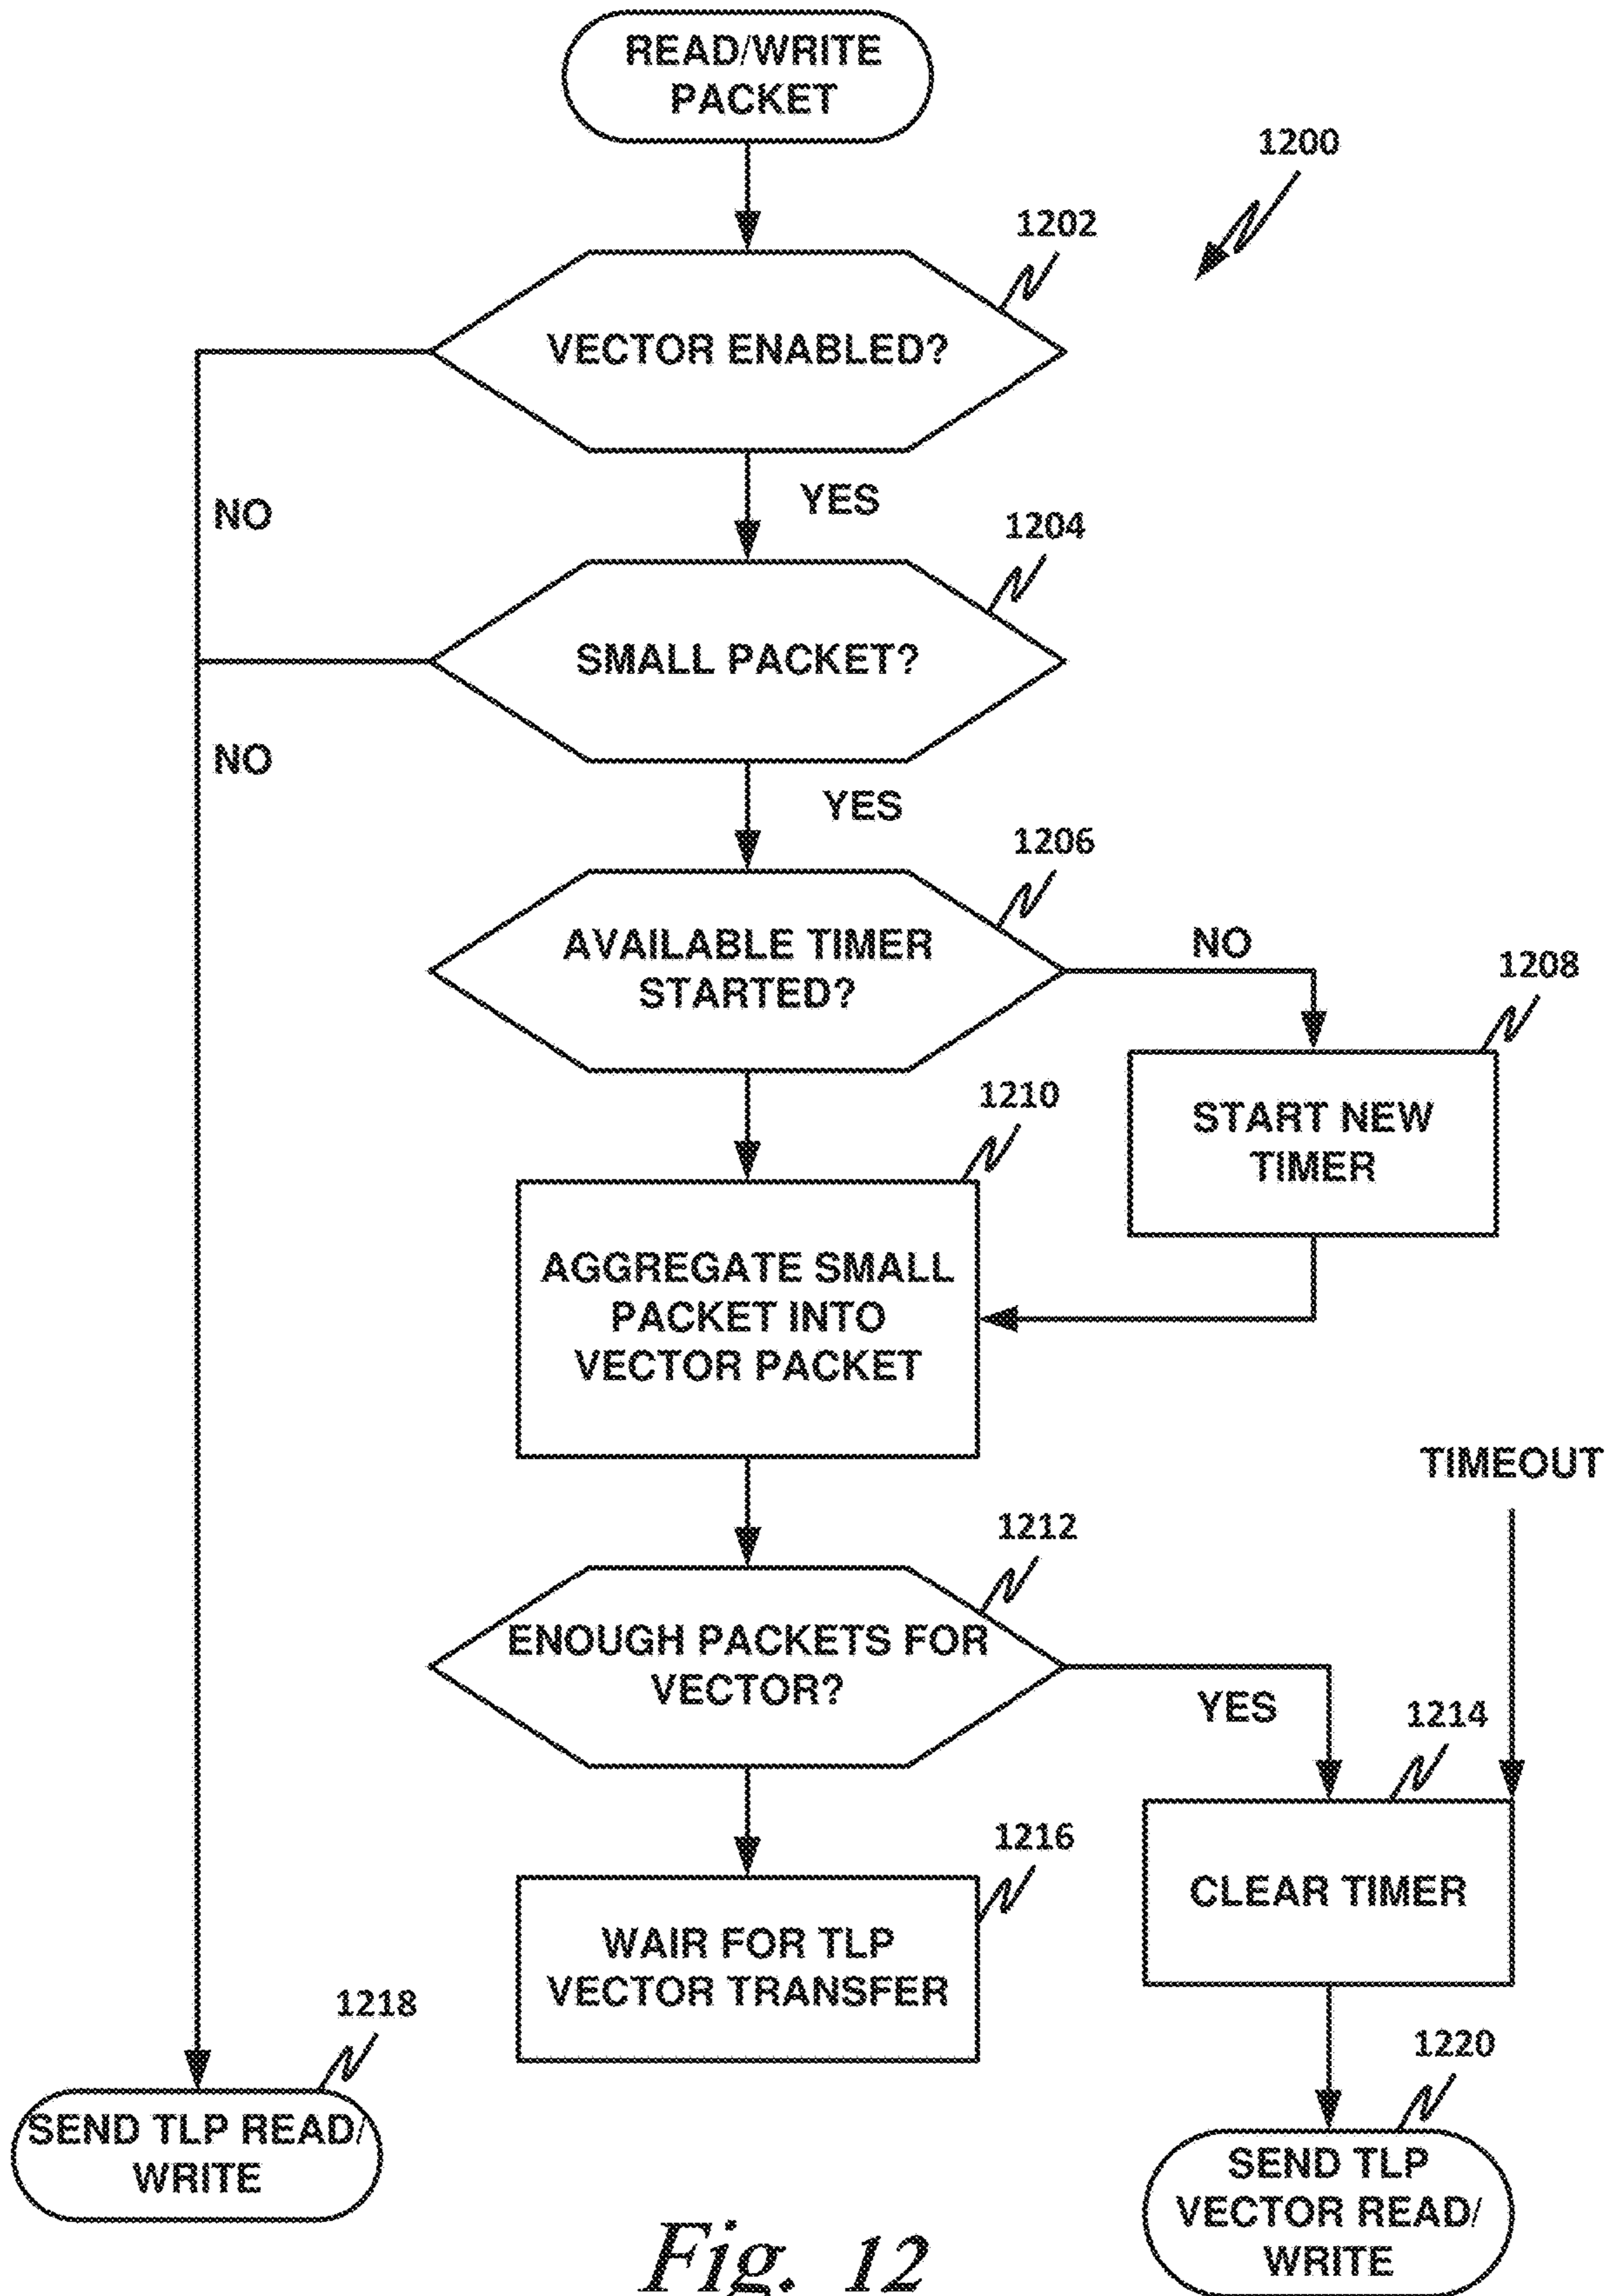 READ/WRITE
PACKET
1200
1202
VECTOR ENABLED?
NO
YES
1204
SMALL PACKET?
NO
YES
1206
AVAILABLE TIMER
STARTED?
NO
1208
START NEW
TIMER
1210
AGGREGATE SMALL
PACKET INTO
VECTOR PACKET
TIMEOUT
1212
ENOUGH PACKETS FOR
VECTOR?
YES
1214
CLEAR TIMER
1216
WAIR FOR TLP
VECTOR TRANSFER
1218
SEND TLP READ/
WRITE
1220
SEND TLP
VECTOR READ/
WRITE
Fig. 12